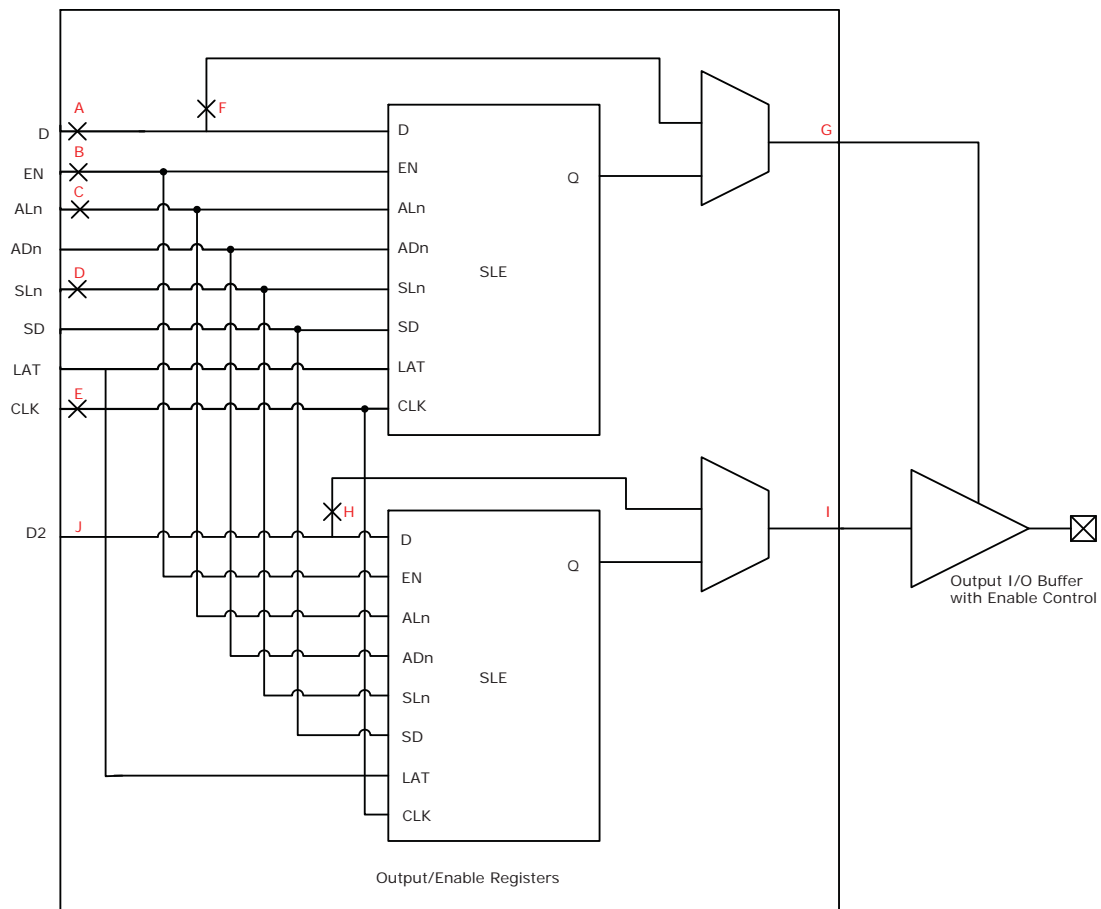 A
F
D
D
G
B
EN
EN
Q
C
ALn
ALn
ADn
ADn
D
SLE
SLn
SLn
SD
SD
LAT
LAT
E
CLK
CLK
H
I
J
D2
D
Q
EN
Output I/O Buffer
with Enable Control
ALn
ADn
SLE
SLn
SD
LAT
CLK
Output/Enable Registers